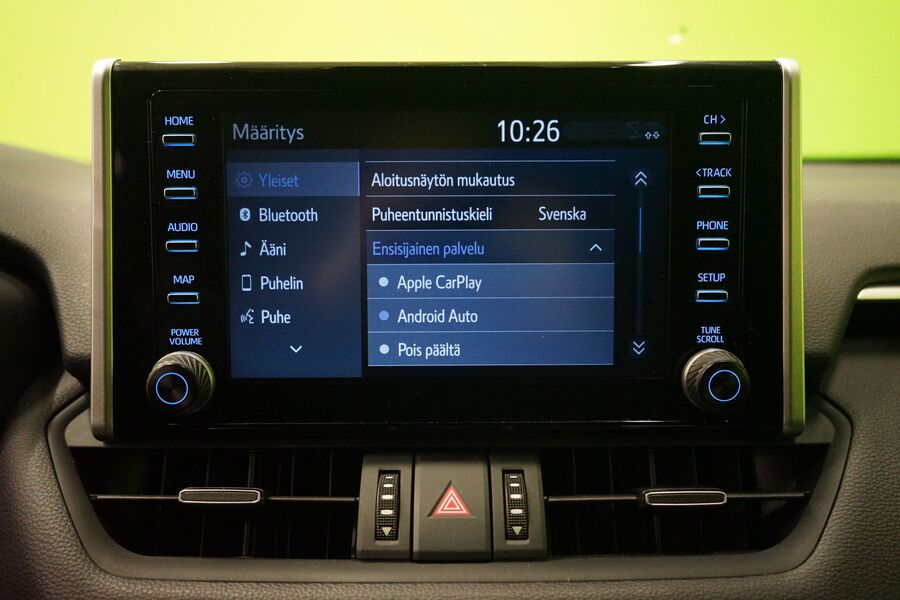 HOME
MENU
AUDIO
MAP
POWER
VOLUME
Määritys
10:26
Yleiset
Bluetooth
Ääni
Puhelin
Puhe
Aloitusnäytön mukautus
Puheentunnistuskieli Svenska
Ensisijainen palvelu
Apple CarPlay
Android Auto
Pois päältä
CH >
< TRACK
PHONE
SETUP
TUNE
SCROLL